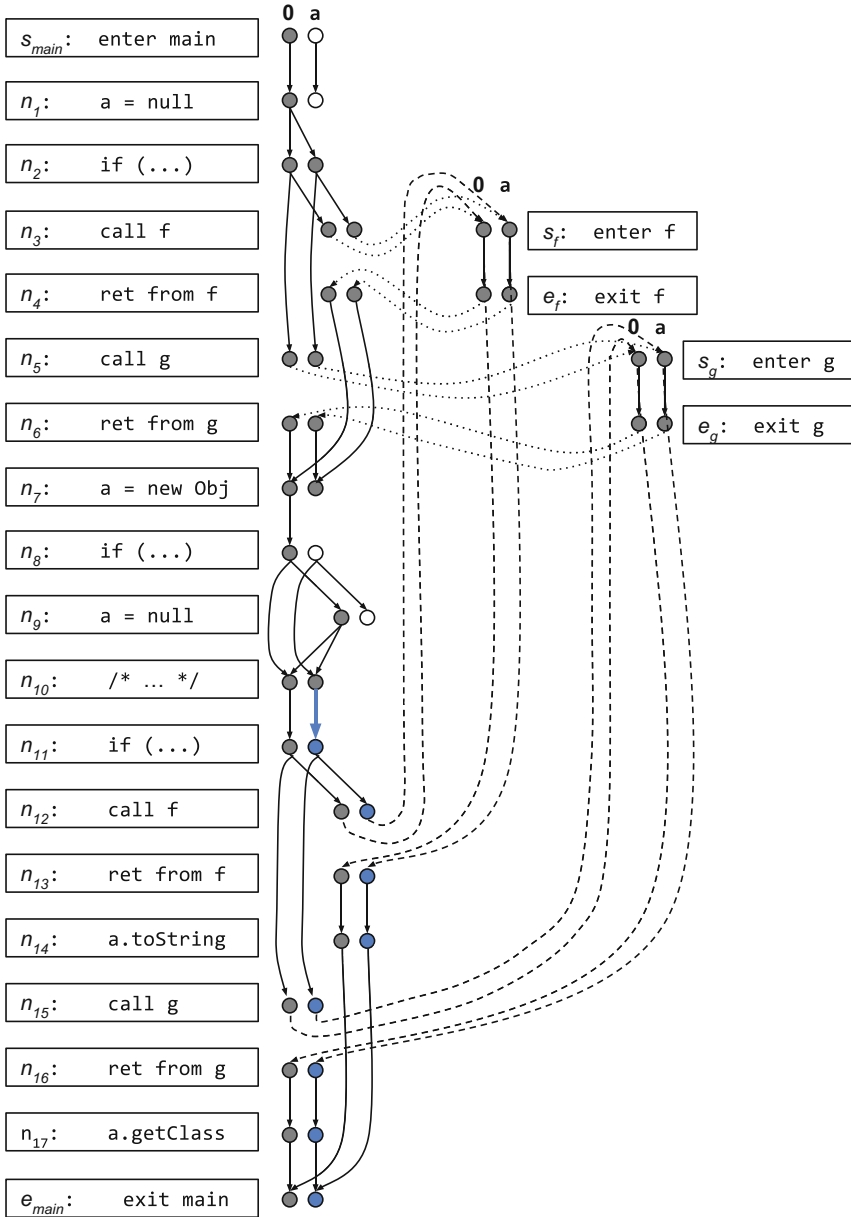 0 a
s_main: enter main
n_1: a = null
n_2: if (...)
0 a
n_3: call f
s_f: enter f
n_4: ret from f
e_f: exit f
0 a
n_5: call g
s_g: enter g
n_6: ret from g
e_g: exit g
n_7: a = new Obj
n_8: if (...)
n_9: a = null
n_10: /* … */
n_11: if (...)
n_12: call f
n_13: ret from f
n_14: a.toString
n_15: call g
n_16: ret from g
n_17: a.getClass
e_main: exit main